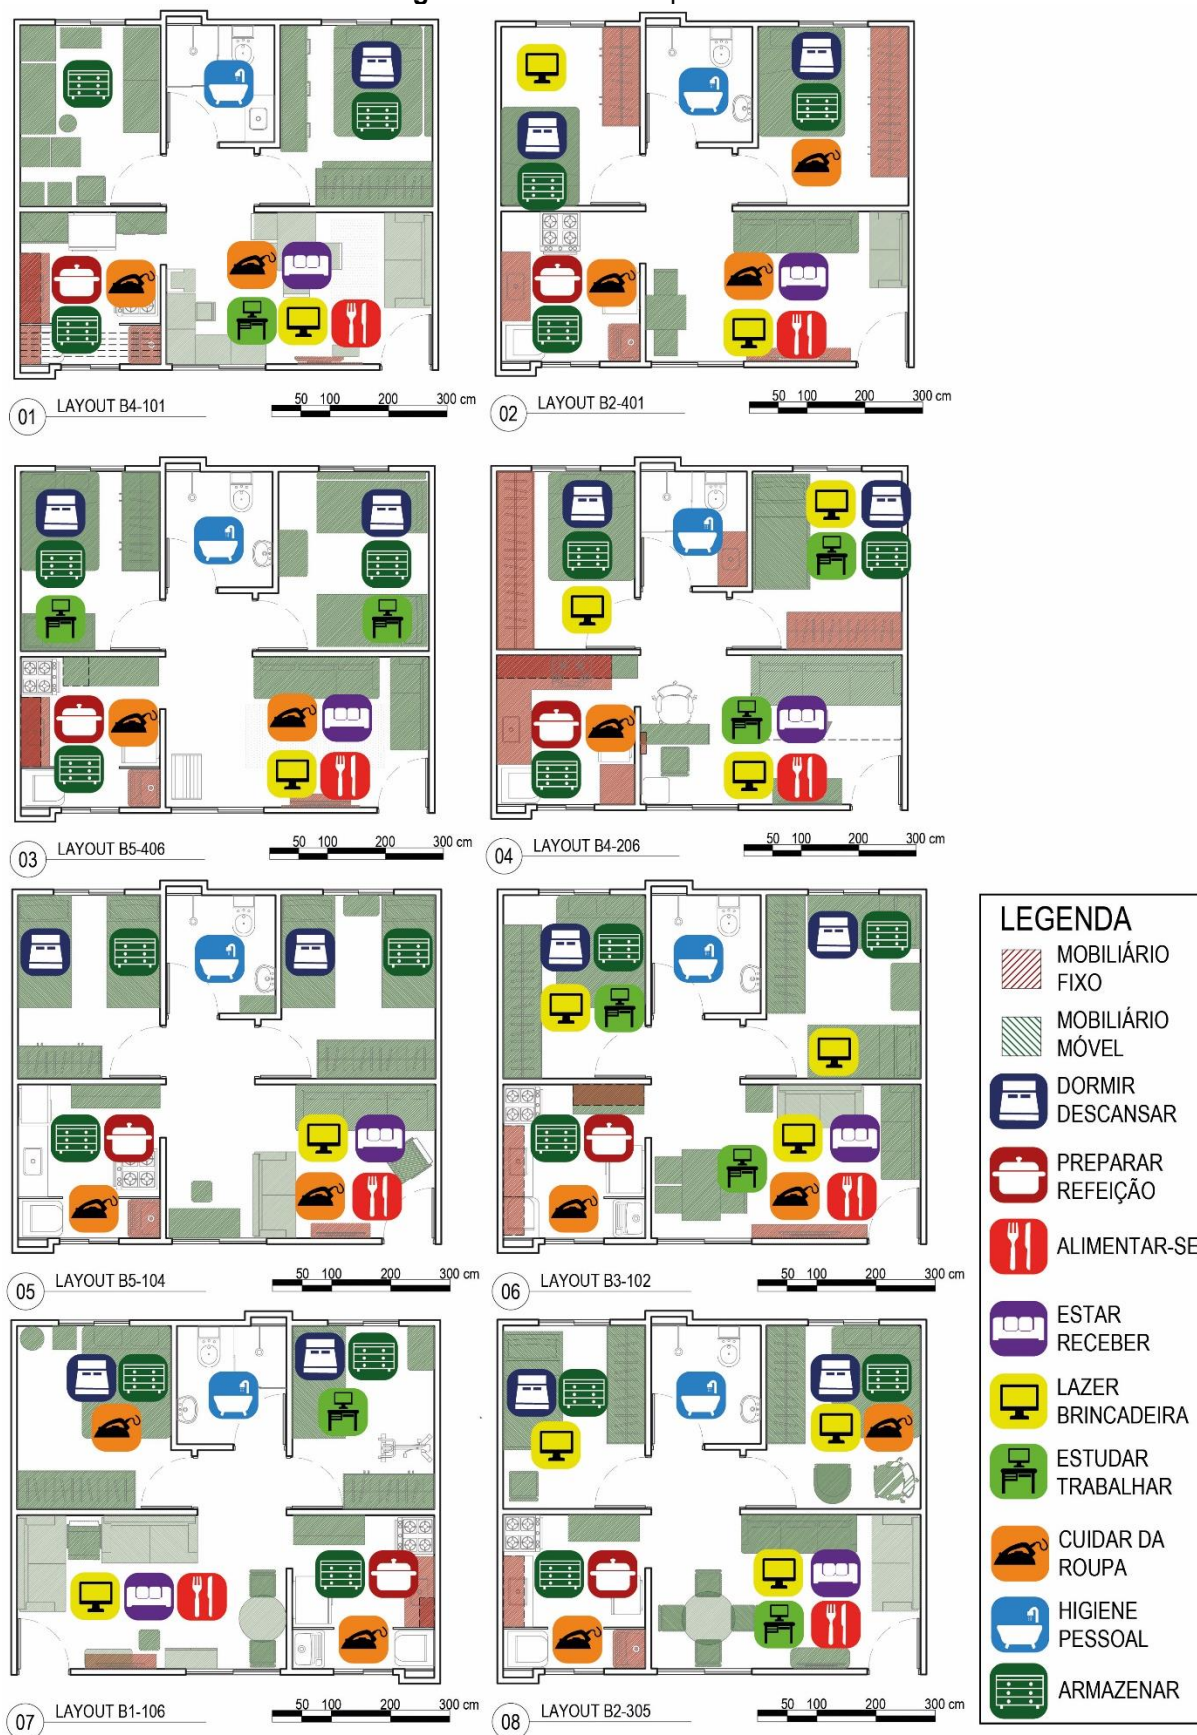 01 LAYOUT B4-101 50 100 200 300 cm
02 LAYOUT B2-401 50 100 200 300 cm
03 LAYOUT B5-406 50 100 200 300 cm
04 LAYOUT B4-206 50 100 200 300 cm
05 LAYOUT B5-104 50 100 200 300 cm
06 LAYOUT B3-102 50 100 200 300 cm
07 LAYOUT B1-106 50 100 200 300 cm
08 LAYOUT B2-305 50 100 200 300 cm
LEGENDA
MOBILIÁRIO
FIXO
MOBILIÁRIO
MÓVEL
DORMIR
DESCANSAR
PREPARAR
REFEIÇÃO
ALIMENTAR-SE
ESTAR
RECEBER
LAZER
BRINCADEIRA
ESTUDAR
TRABALHAR
CUIDAR DA
ROUPA
HIGIENE
PESSOAL
ARMAZENAR